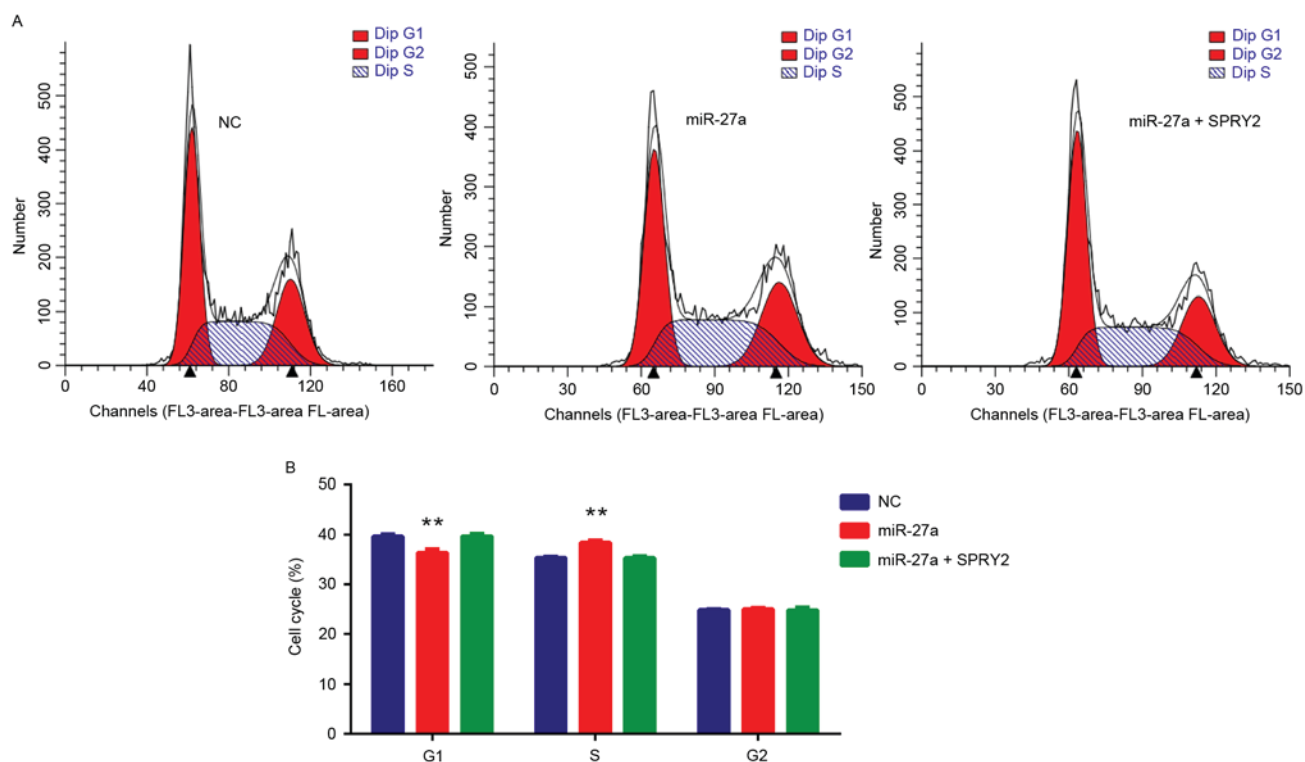 A
Dip G1
Dip G2
Dip S
NC
Number
500
400
300
200
100
0
0 40 80 120 160
Channels (FL3-area-FL3-area FL-area)
Dip G1
Dip G2
Dip S
miR-27a
Number
500
400
300
200
100
0
0 30 60 90 120 150
Channels (FL3-area-FL3-area FL-area)
Dip G1
Dip G2
Dip S
miR-27a + SPRY2
Number
500
400
300
200
100
0
0 30 60 90 120 150
Channels (FL3-area-FL3-area FL-area)
B
Cell cycle (%)
50
40
30
20
10
0
** **
G1 S G2
NC
miR-27a
miR-27a + SPRY2